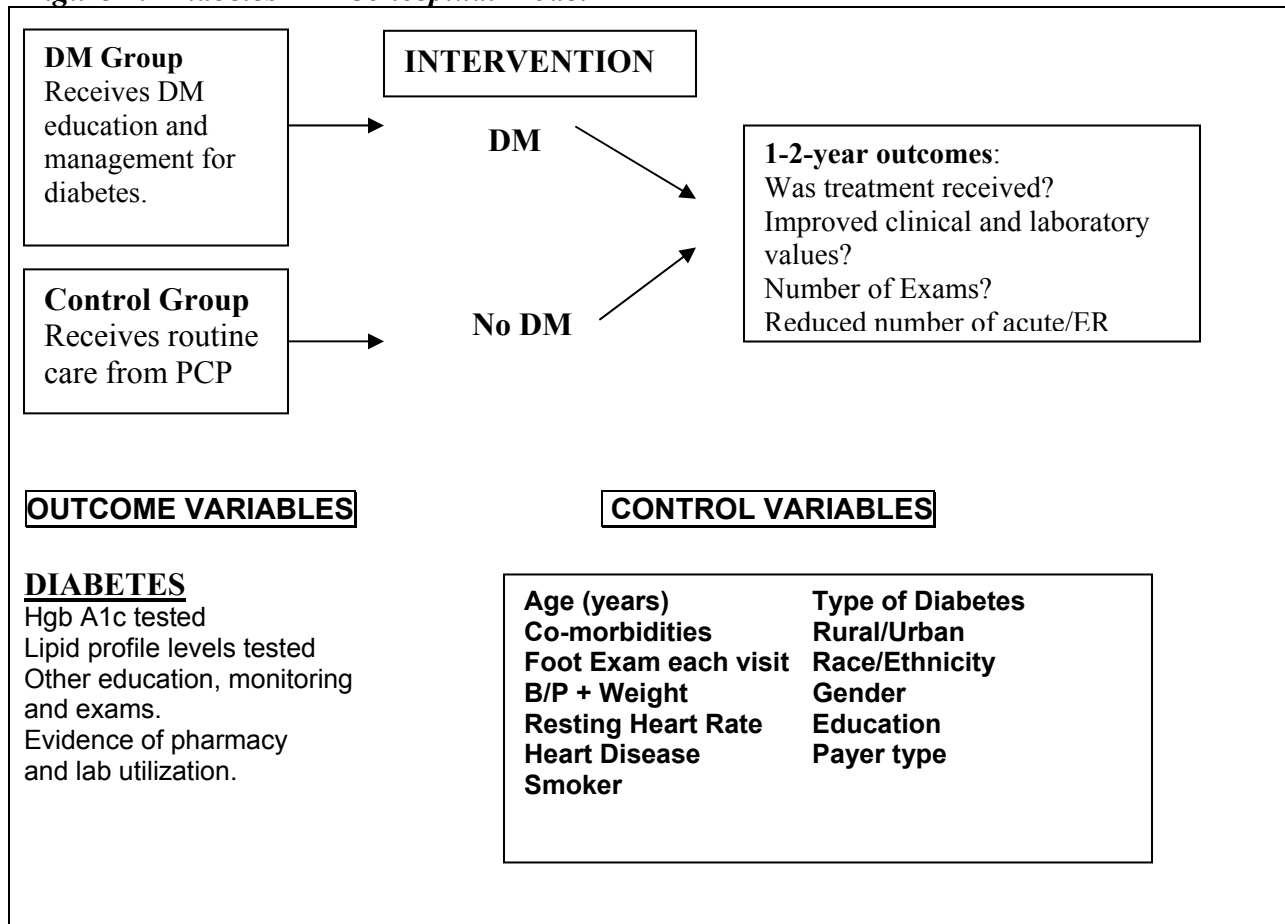 DM Group
Receives DM
education and
management for
diabetes.
INTERVENTION
DM
1-2-year outcomes:
Was treatment received?
Improved clinical and laboratory
values?
Number of Exams?
Reduced number of acute/ER
Control Group
Receives routine
care from PCP
No DM
OUTCOME VARIABLES
CONTROL VARIABLES
DIABETES
Hgb A1c tested
Lipid profile levels tested
Other education, monitoring
and exams.
Evidence of pharmacy
and lab utilization.
Age (years) Type of Diabetes
Co-morbidities Rural/Urban
Foot Exam each visit Race/Ethnicity
B/P + Weight Gender
Resting Heart Rate Education
Heart Disease Payer type
Smoker